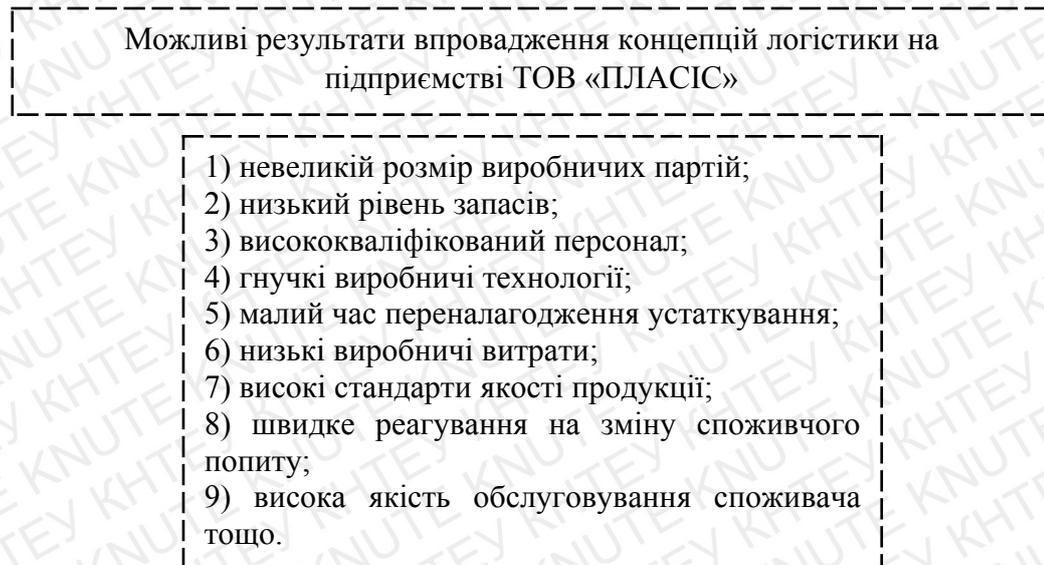 Можливі результати впровадження концепцій логістики на
підприємстві ТОВ «ПЛАСІС»
1) невеликій розмір виробничих партій;
2) низький рівень запасів;
3) висококваліфікований персонал;
4) гнучкі виробничі технології;
5) малий час переналагодження устаткування;
6) низькі виробничі витрати;
7) високі стандарти якості продукції;
8) швидке реагування на зміну споживчого
попиту;
9) висока якість обслуговування споживача
тощо.